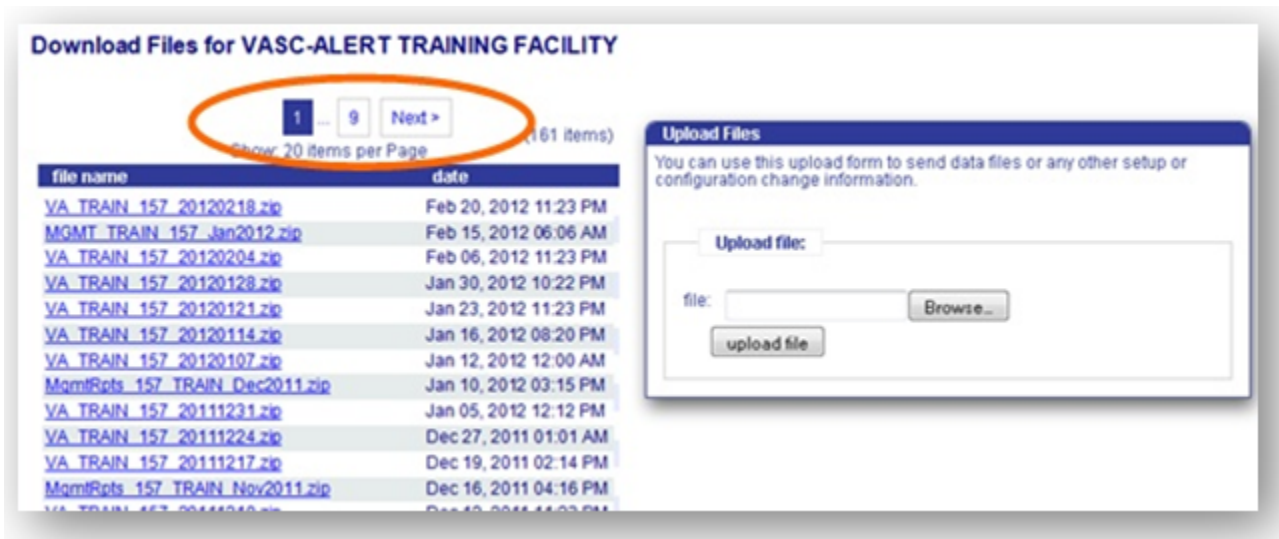 Download Files for VASC-ALERT TRAINING FACILITY
1 ... 9 Next >
Show: 20 items per Page
(161 items)
file name date
VA_TRAIN_157_20120218.zip Feb 20, 2012 11:23 PM
MGMT_TRAIN_157_Jan2012.zip Feb 15, 2012 06:06 AM
VA_TRAIN_157_20120204.zip Feb 06, 2012 11:23 PM
VA_TRAIN_157_20120128.zip Jan 30, 2012 10:22 PM
VA_TRAIN_157_20120121.zip Jan 23, 2012 11:23 PM
VA_TRAIN_157_20120114.zip Jan 16, 2012 08:20 PM
VA_TRAIN_157_20120107.zip Jan 12, 2012 12:00 AM
MgmtRpts_157_TRAIN_Dec2011.zip Jan 10, 2012 03:15 PM
VA_TRAIN_157_20111231.zip Jan 05, 2012 12:12 PM
VA_TRAIN_157_20111224.zip Dec 27, 2011 01:01 AM
VA_TRAIN_157_20111217.zip Dec 19, 2011 02:14 PM
MgmtRpts_157_TRAIN_Nov2011.zip Dec 16, 2011 04:16 PM
Upload Files
You can use this upload form to send data files or any other setup or
configuration change information.
Upload file:
file: Browse...
upload file